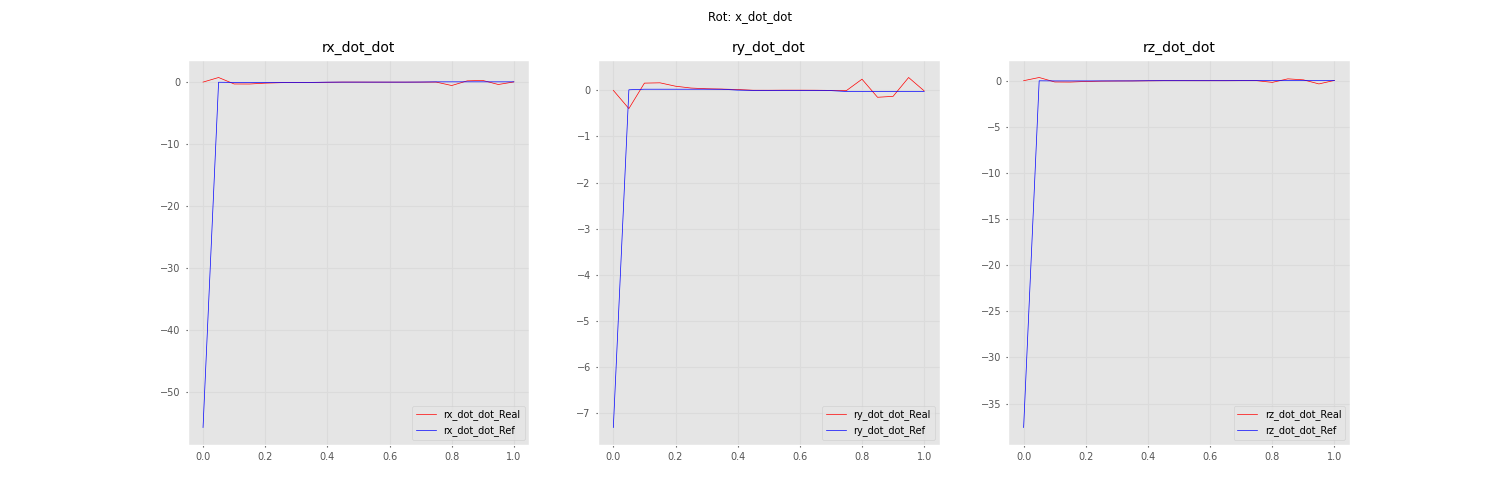 Rot: x_dot_dot
rx_dot_dot
ry_dot_dot
rz_dot_dot
0
−10
−20
−30
−40
−50
0.0 0.2 0.4 0.6 0.8 1.0
rx_dot_dot_Real
rx_dot_dot_Ref
0
−1
−2
−3
−4
−5
−6
−7
0.0 0.2 0.4 0.6 0.8 1.0
ry_dot_dot_Real
ry_dot_dot_Ref
0
−5
−10
−15
−20
−25
−30
−35
0.0 0.2 0.4 0.6 0.8 1.0
rz_dot_dot_Real
rz_dot_dot_Ref